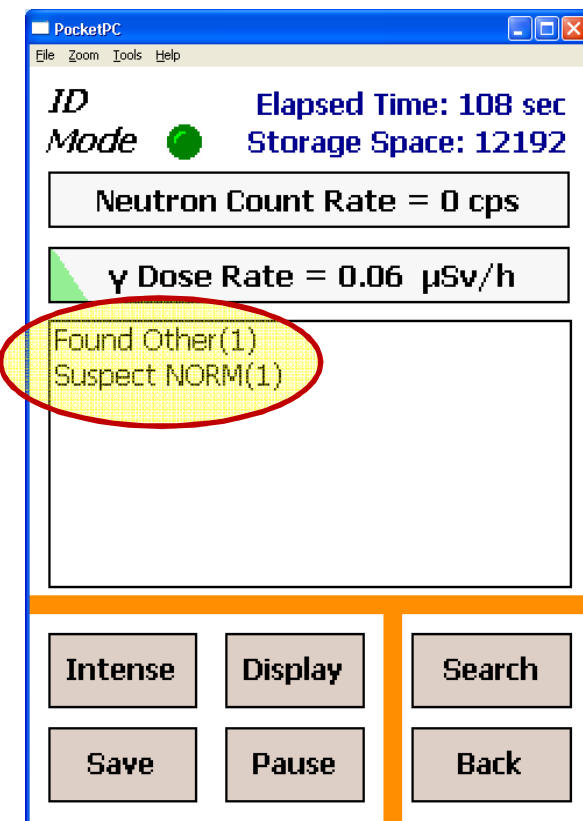 PocketPC
File Zoom Tools Help
ID Mode
Elapsed Time: 108 sec
Storage Space: 12192
Neutron Count Rate = 0 cps
γ Dose Rate = 0.06 µSv/h
Found Other(1)
Suspect NORM(1)
Intense Display Search
Save Pause Back